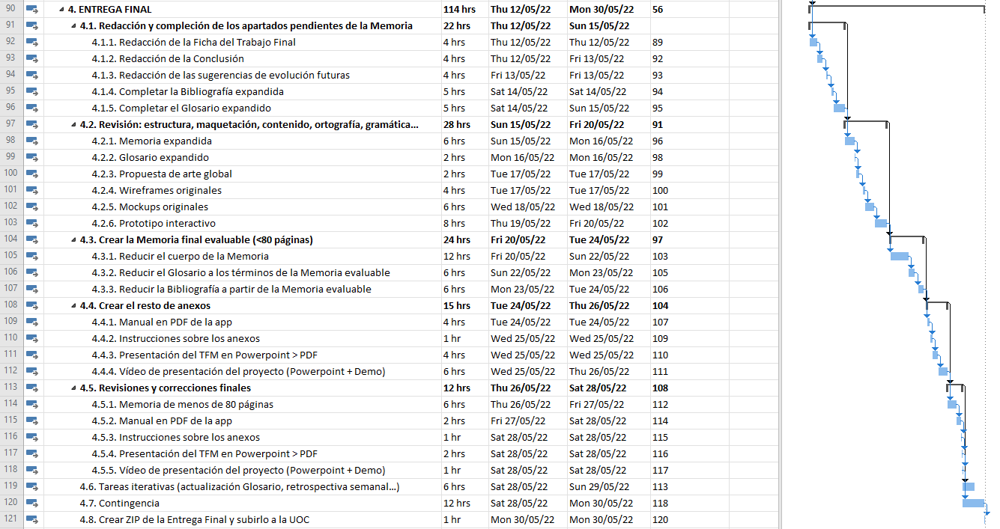 90 4. ENTREGA FINAL 114 hrs Thu 12/05/22 Mon 30/05/22 56
91 4.1. Redacción y compleción de los apartados pendientes de la Memoria 22 hrs Thu 12/05/22 Sun 15/05/22
92 4.1.1. Redacción de la Ficha del Trabajo Final 4 hrs Thu 12/05/22 Thu 12/05/22 89
93 4.1.2. Redacción de la Conclusión 4 hrs Thu 12/05/22 Fri 13/05/22 92
94 4.1.3. Redacción de las sugerencias de evolución futuras 4 hrs Fri 13/05/22 Fri 13/05/22 93
95 4.1.4. Completar la Bibliografía expandida 5 hrs Sat 14/05/22 Sat 14/05/22 94
96 4.1.5. Completar el Glosario expandido 5 hrs Sat 14/05/22 Sun 15/05/22 95
97 4.2. Revisión: estructura, maquetación, contenido, ortografía, gramática... 28 hrs Sun 15/05/22 Fri 20/05/22 91
98 4.2.1. Memoria expandida 6 hrs Sun 15/05/22 Mon 16/05/22 96
99 4.2.2. Glosario expandido 2 hrs Mon 16/05/22 Mon 16/05/22 98
100 4.2.3. Propuesta de arte global 2 hrs Tue 17/05/22 Tue 17/05/22 99
101 4.2.4. Wireframes originales 4 hrs Tue 17/05/22 Tue 17/05/22 100
102 4.2.5. Mockups originales 6 hrs Wed 18/05/22 Wed 18/05/22 101
103 4.2.6. Prototipo interactivo 8 hrs Thu 19/05/22 Fri 20/05/22 102
104 4.3. Crear la Memoria final evaluable (<80 páginas) 24 hrs Fri 20/05/22 Tue 24/05/22 97
105 4.3.1. Reducir el cuerpo de la Memoria 12 hrs Fri 20/05/22 Sun 22/05/22 103
106 4.3.2. Reducir el Glosario a los términos de la Memoria evaluable 6 hrs Sun 22/05/22 Mon 23/05/22 105
107 4.3.3. Reducir la Bibliografía a partir de la Memoria evaluable 6 hrs Mon 23/05/22 Tue 24/05/22 106
108 4.4. Crear el resto de anexos 15 hrs Tue 24/05/22 Thu 26/05/22 104
109 4.4.1. Manual en PDF de la app 4 hrs Tue 24/05/22 Tue 24/05/22 107
110 4.4.2. Instrucciones sobre los anexos 1 hr Wed 25/05/22 Wed 25/05/22 109
111 4.4.3. Presentación del TFM en Powerpoint > PDF 4 hrs Wed 25/05/22 Wed 25/05/22 110
112 4.4.4. Vídeo de presentación del proyecto (Powerpoint + Demo) 6 hrs Wed 25/05/22 Thu 26/05/22 111
113 4.5. Revisiones y correcciones finales 12 hrs Thu 26/05/22 Sat 28/05/22 108
114 4.5.1. Memoria de menos de 80 páginas 6 hrs Thu 26/05/22 Fri 27/05/22 112
115 4.5.2. Manual en PDF de la app 2 hrs Fri 27/05/22 Sat 28/05/22 114
116 4.5.3. Instrucciones sobre los anexos 1 hr Sat 28/05/22 Sat 28/05/22 115
117 4.5.4. Presentación del TFM en Powerpoint > PDF 2 hrs Sat 28/05/22 Sat 28/05/22 116
118 4.5.5. Vídeo de presentación del proyecto (Powerpoint + Demo) 1 hr Sat 28/05/22 Sat 28/05/22 117
119 4.6. Tareas iterativas (actualización Glosario, retrospectiva semanal...) 6 hrs Sat 28/05/22 Sun 29/05/22 113
120 4.7. Contingencia 12 hrs Sat 28/05/22 Mon 30/05/22 118
121 4.8. Crear ZIP de la Entrega Final y subirlo a la UOC 1 hr Mon 30/05/22 Mon 30/05/22 120